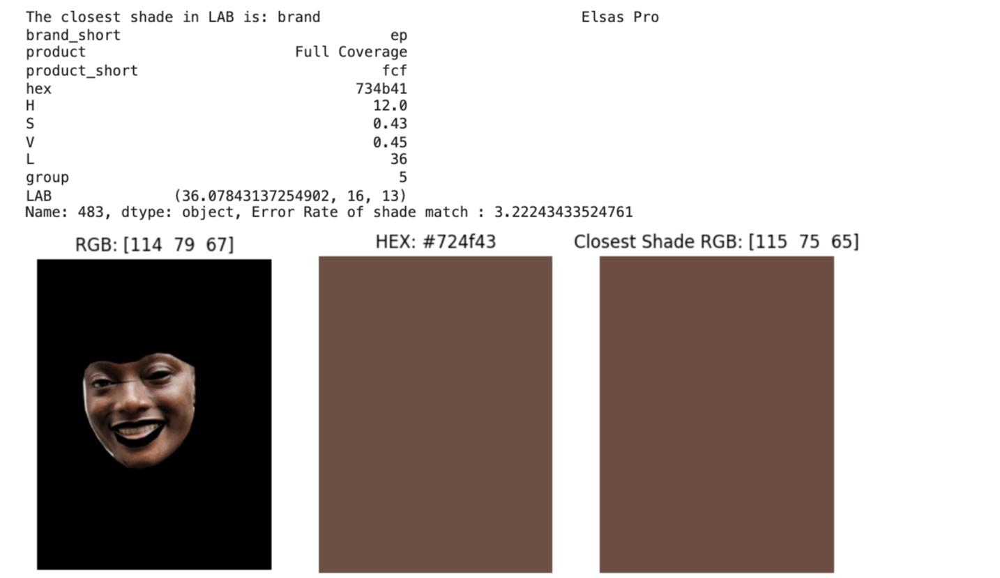 The closest shade in LAB is: brand Elsas Pro
brand_short ep
product Full Coverage
product_short fcf
hex 734b41
H 12.0
S 0.43
V 0.45
L 36
group 5
LAB (36.07843137254902, 16, 13)
Name: 483, dtype: object, Error Rate of shade match : 3.22243433524761
RGB: [114 79 67]
HEX: #724f43
Closest Shade RGB: [115 75 65]